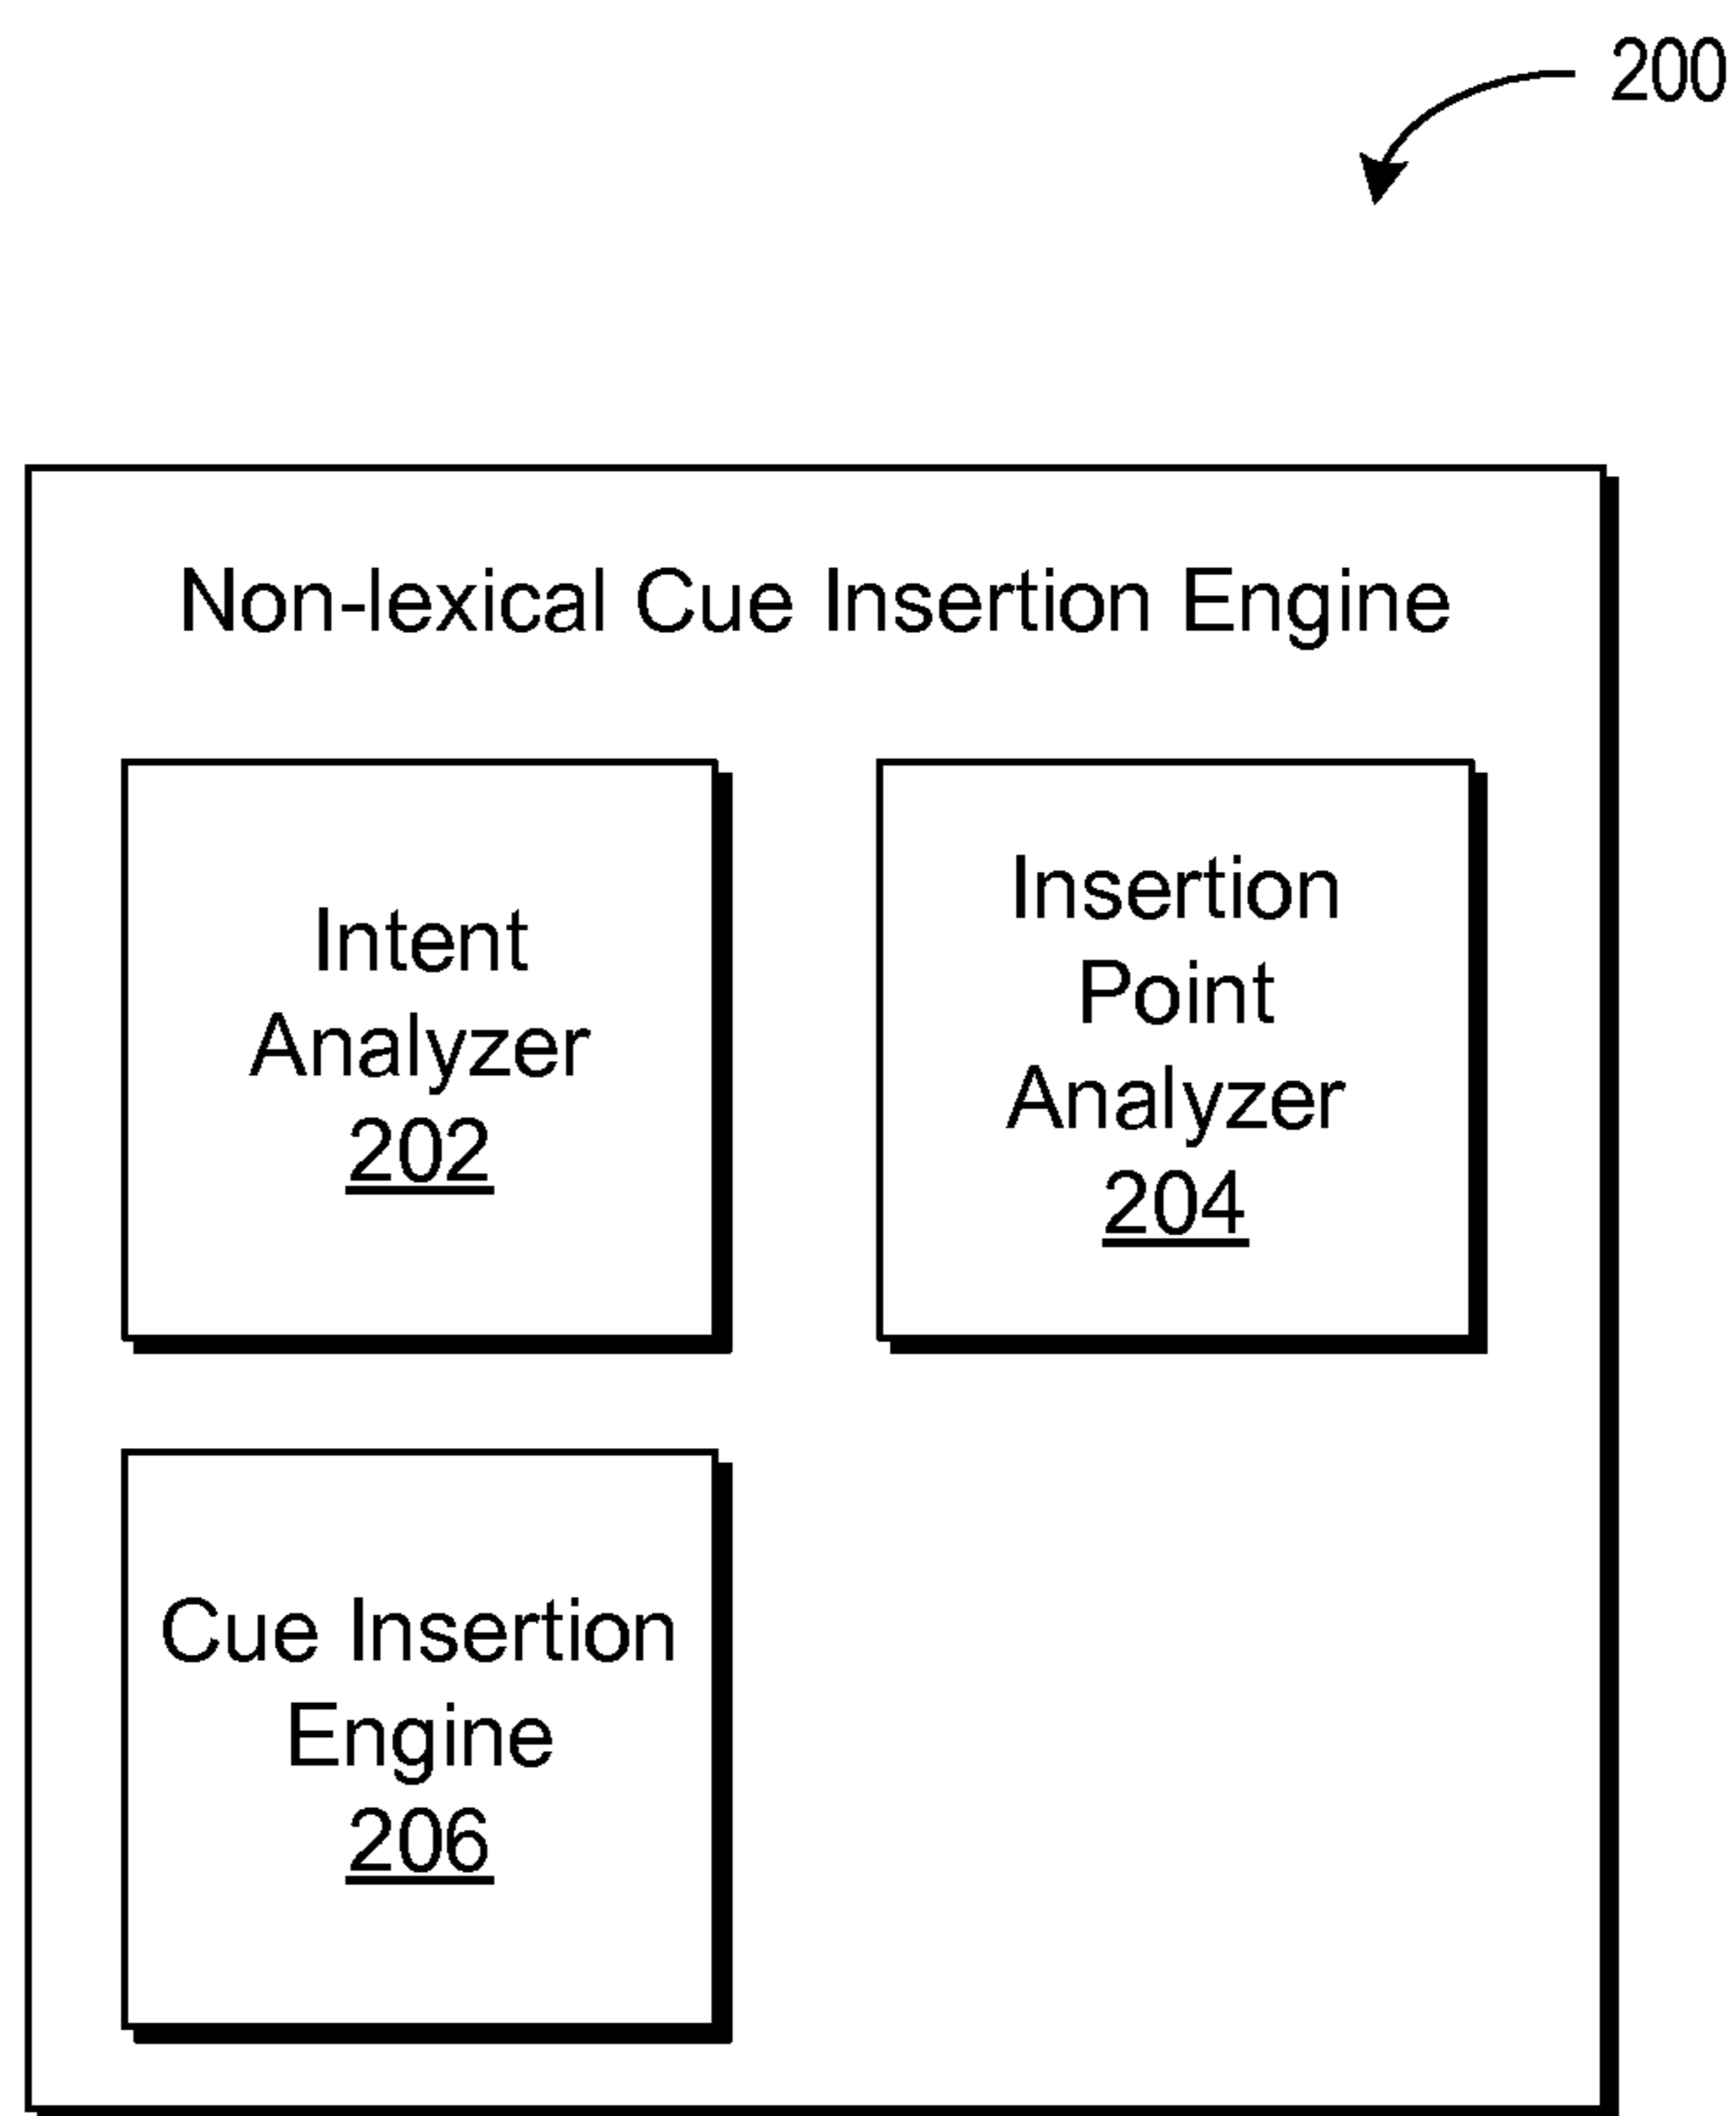 200
Non-lexical Cue Insertion Engine
Intent
Analyzer
202
Insertion
Point
Analyzer
204
Cue Insertion
Engine
206